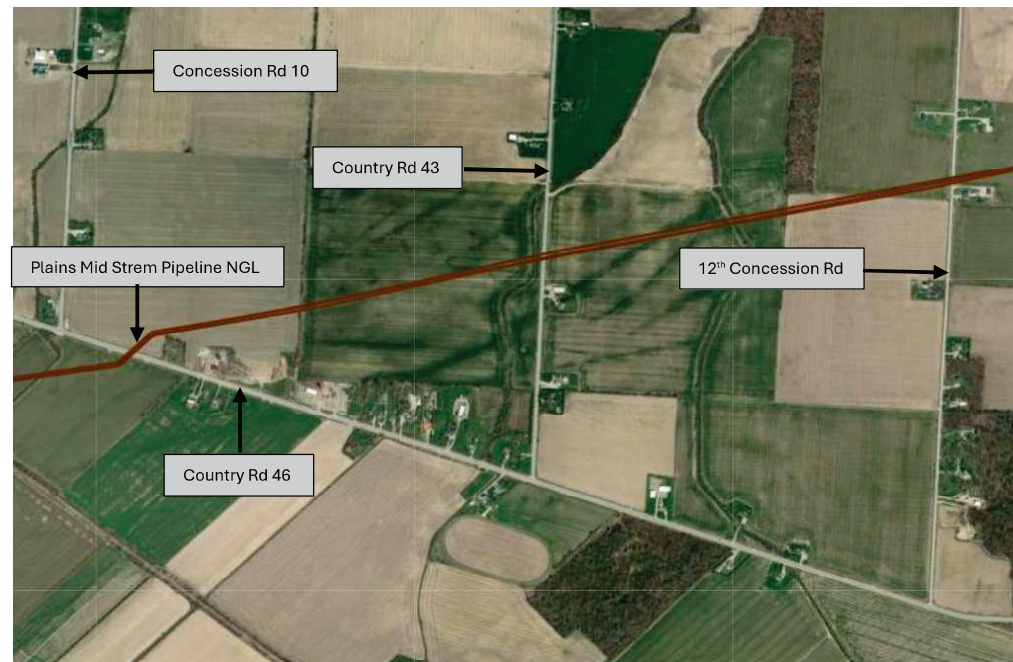 Concession Rd 10
Country Rd 43
Plains Mid Strem Pipeline NGL
12th Concession Rd
Country Rd 46